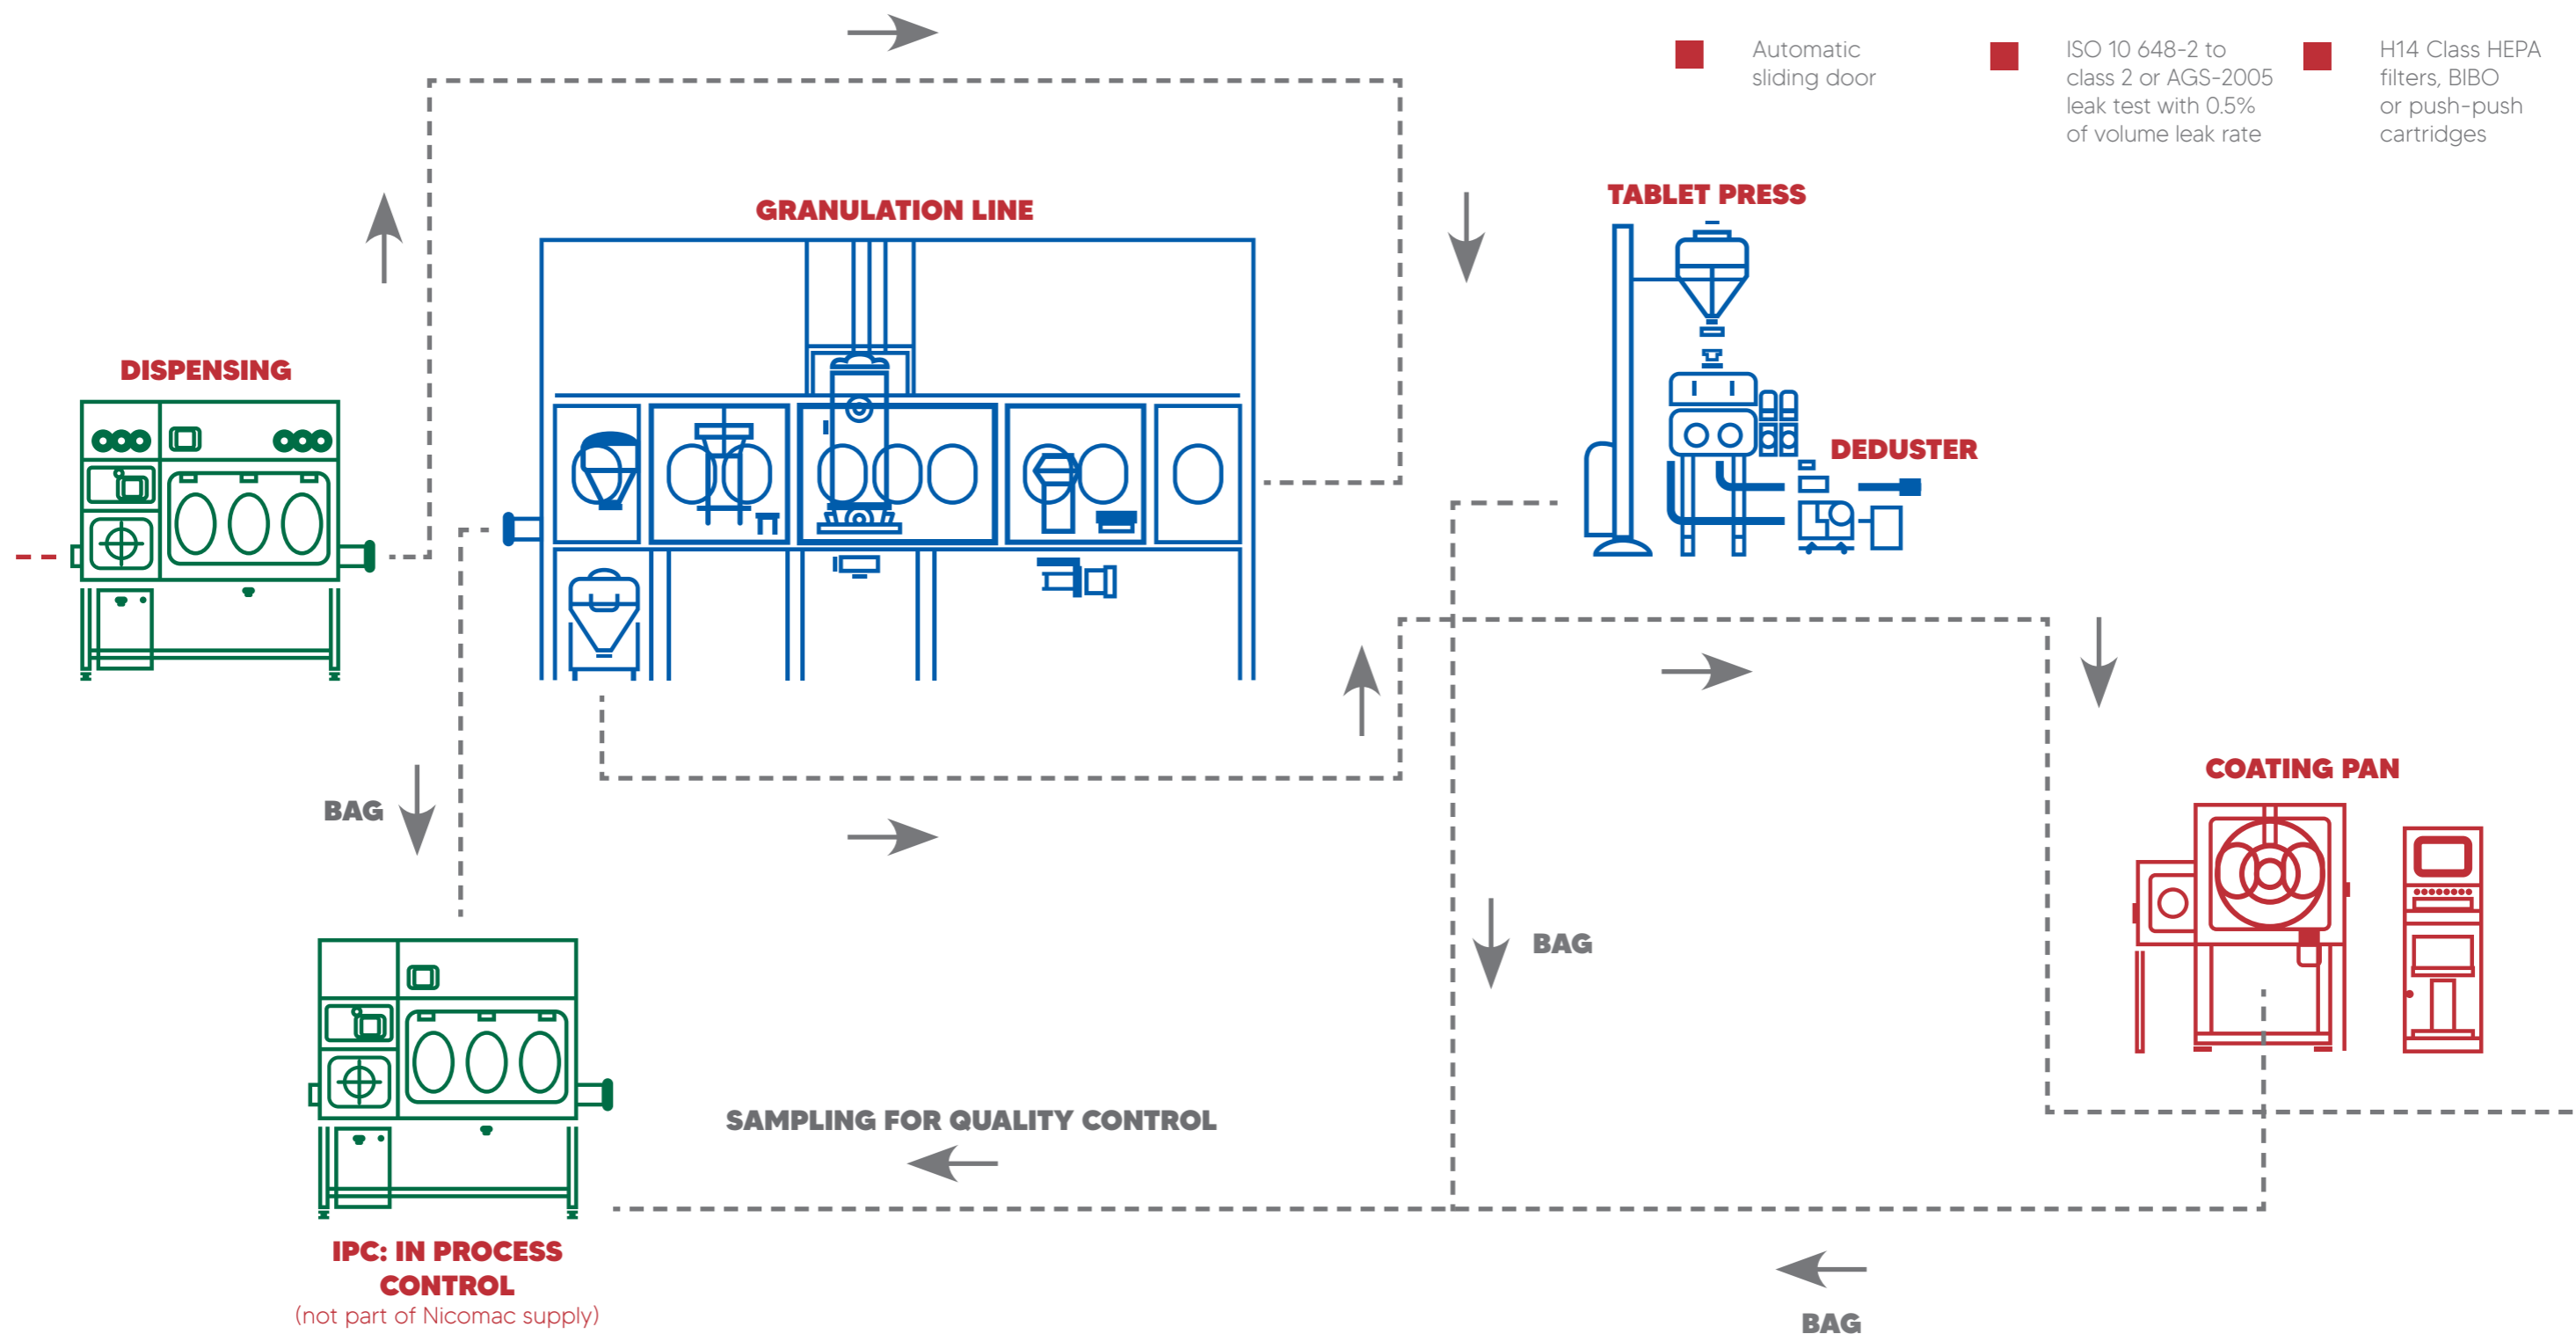 Automatic
sliding door
ISO 10 648-2 to
class 2 or AGS-2005
leak test with 0.5%
of volume leak rate
H14 Class HEPA
filters, BIBO
or push-push
cartridges
TABLET PRESS
GRANULATION LINE
DISPENSING
DEDUSTER
COATING PAN
BAG
BAG
SAMPLING FOR QUALITY CONTROL
IPC: IN PROCESS
CONTROL
(not part of Nicomac supply)
BAG